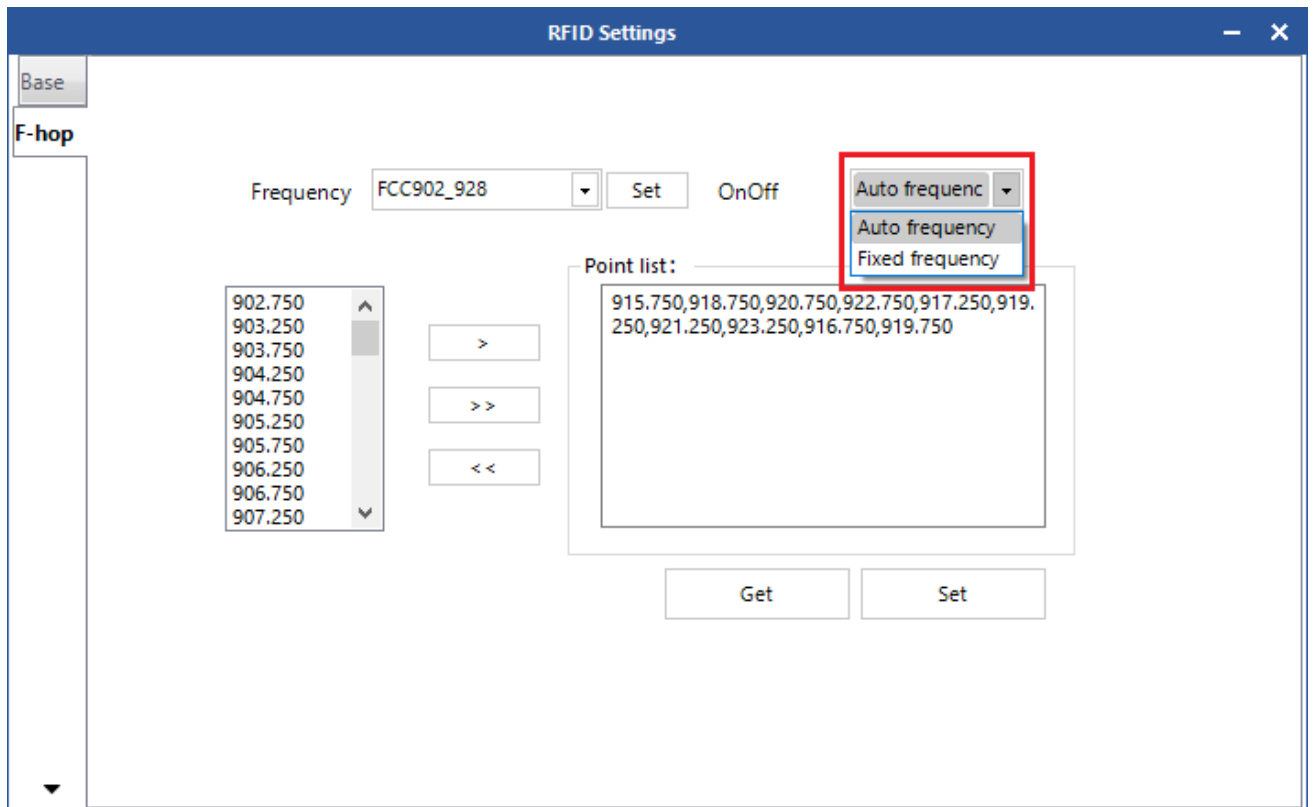 RFID Settings
Base
F-hop
Frequency FCC902_928 Set OnOff Auto frequenc
Auto frequency
Fixed frequency
Point list:
902.750
903.250
903.750
904.250
904.750
905.250
905.750
906.250
906.750
907.250
>
>>
<<
915.750,918.750,920.750,922.750,917.250,919.
250,921.250,923.250,916.750,919.750
Get Set